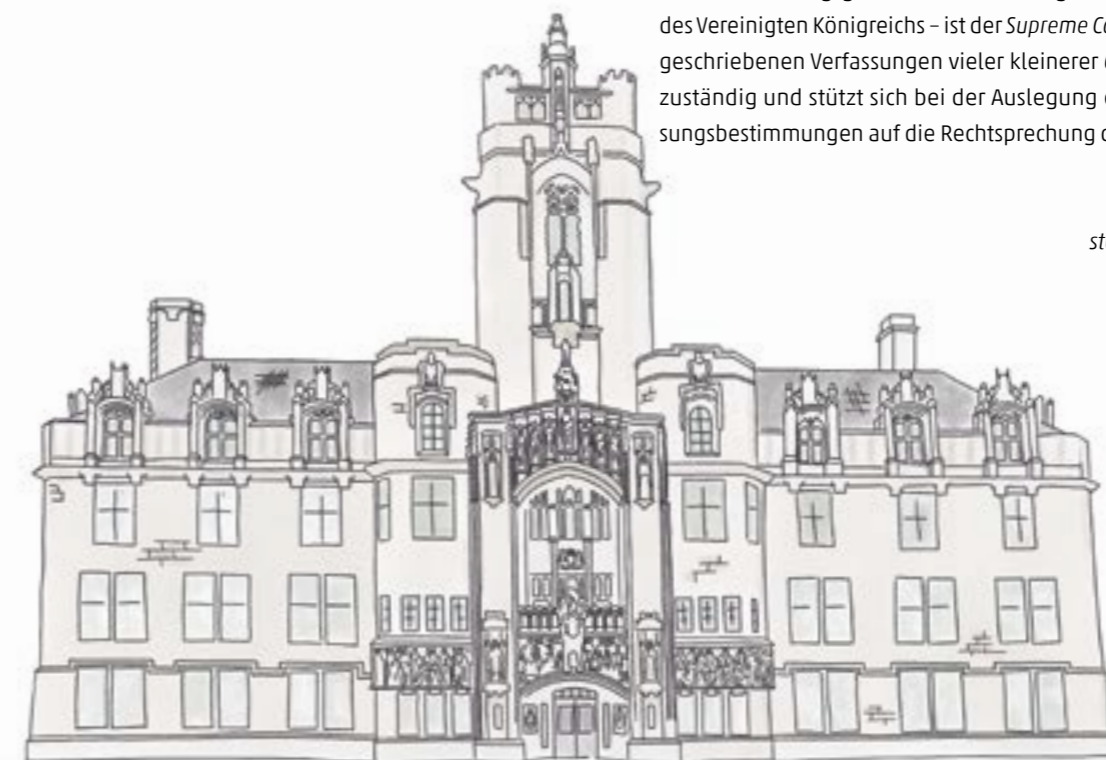 des Vereinigten Königreichs – ist der Supreme Co
geschriebenen Verfassungen vieler kleinerer
zuständig und stützt sich bei der Auslegung
sungsbestimmungen auf die Rechtsprechung
st